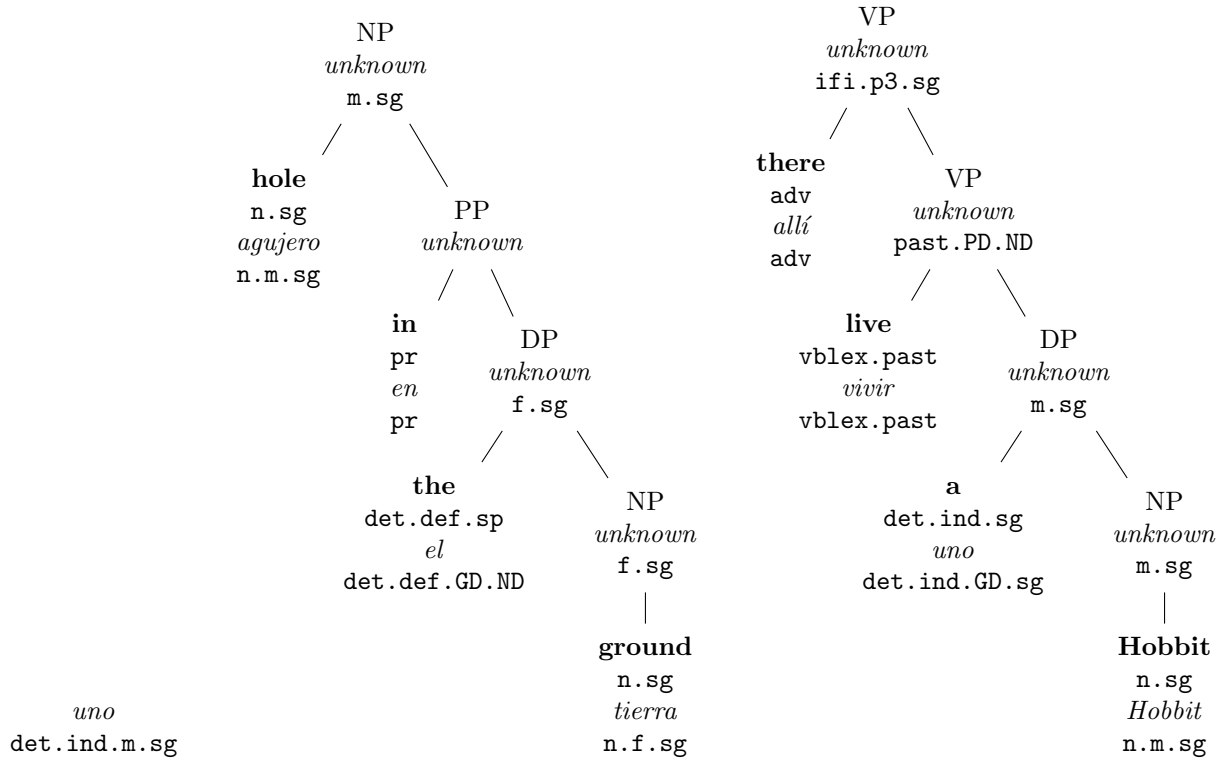 NP
unknown
m.sg
VP
unknown
ifi.p3.sg
hole
n.sg
agujero
n.m.sg
PP
unknown
there
adv
allí
adv
VP
unknown
past.PD.ND
in
pr
en
pr
DP
unknown
f.sg
live
vblex.past
vivir
vblex.past
DP
unknown
m.sg
the
det.def.sp
el
det.def.GD.ND
NP
unknown
f.sg
a
det.ind.sg
uno
det.ind.GD.sg
NP
unknown
m.sg
uno
det.ind.m.sg
ground
n.sg
tierra
n.f.sg
Hobbit
n.sg
Hobbit
n.m.sg